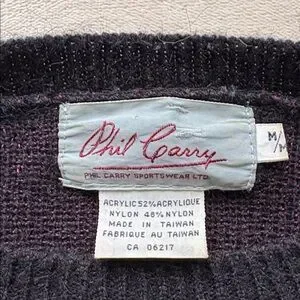 Phil Carry
PHIL CARRY SPORTSWEAR LTD.
M/M
ACRYLIC 52% ACRYLIQUE
NYLON 48% NYLON
MADE IN TAIWAN
FABRIQUE AU TAIWAN
CA 06217